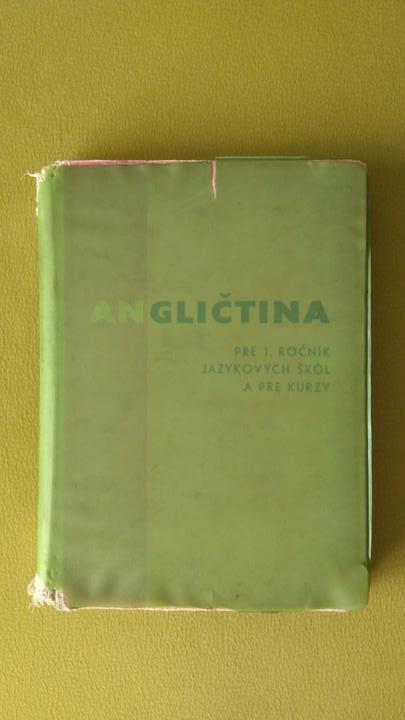 ANGLIČTINA
PRE 1. ROČNÍK
JAZYKOVÝCH ŠKÔL
A PRE KURZY